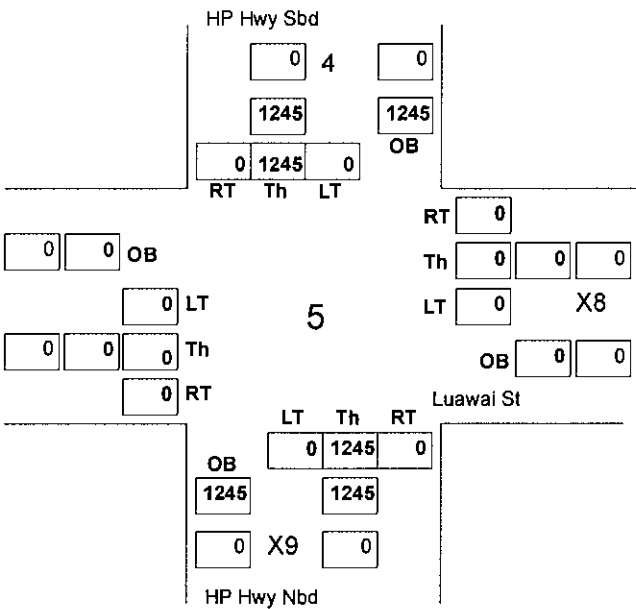 HP Hwy Sbd
0 4 0
1245 1245
OB
0 1245 0
RT Th LT
RT 0
0 0 OB
Th 0 0 0
0 LT
LT 0 X8
5
0 0 0 Th
OB 0 0
0 RT
Luawai St
LT Th RT
0 1245 0
OB
1245 1245
0 X9 0
HP Hwy Nbd